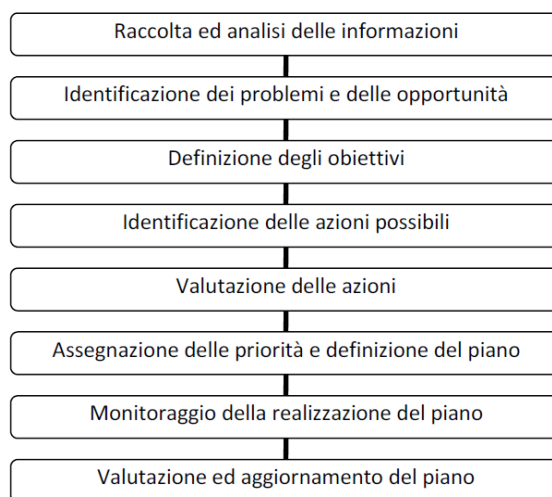 Raccolta ed analisi delle informazioni
Identificazione dei problemi e delle opportunità
Definizione degli obiettivi
Identificazione delle azioni possibili
Valutazione delle azioni
Assegnazione delle priorità e definizione del piano
Monitoraggio della realizzazione del piano
Valutazione ed aggiornamento del piano